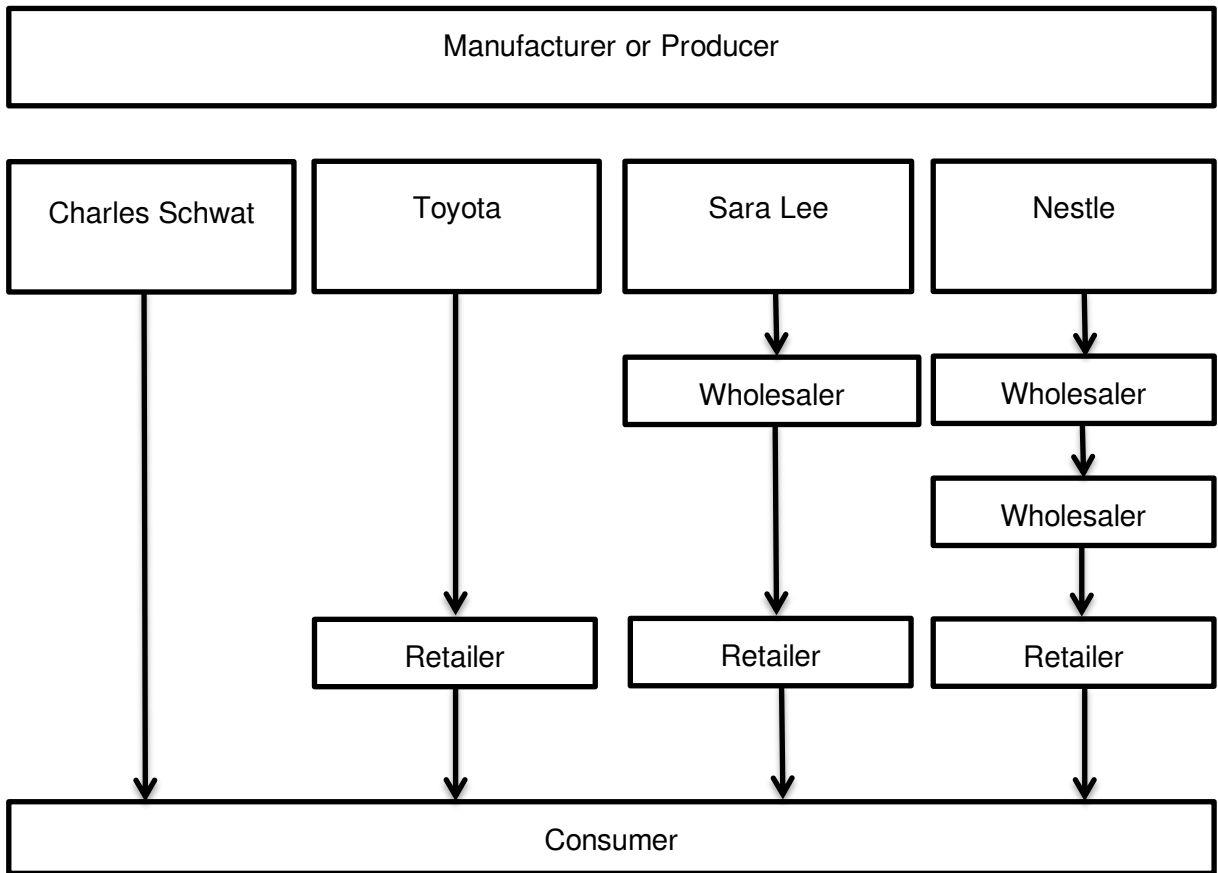 Manufacturer or Producer
Charles Schwat
Toyota
Sara Lee
Nestle
Wholesaler
Wholesaler
Wholesaler
Retailer
Retailer
Retailer
Consumer